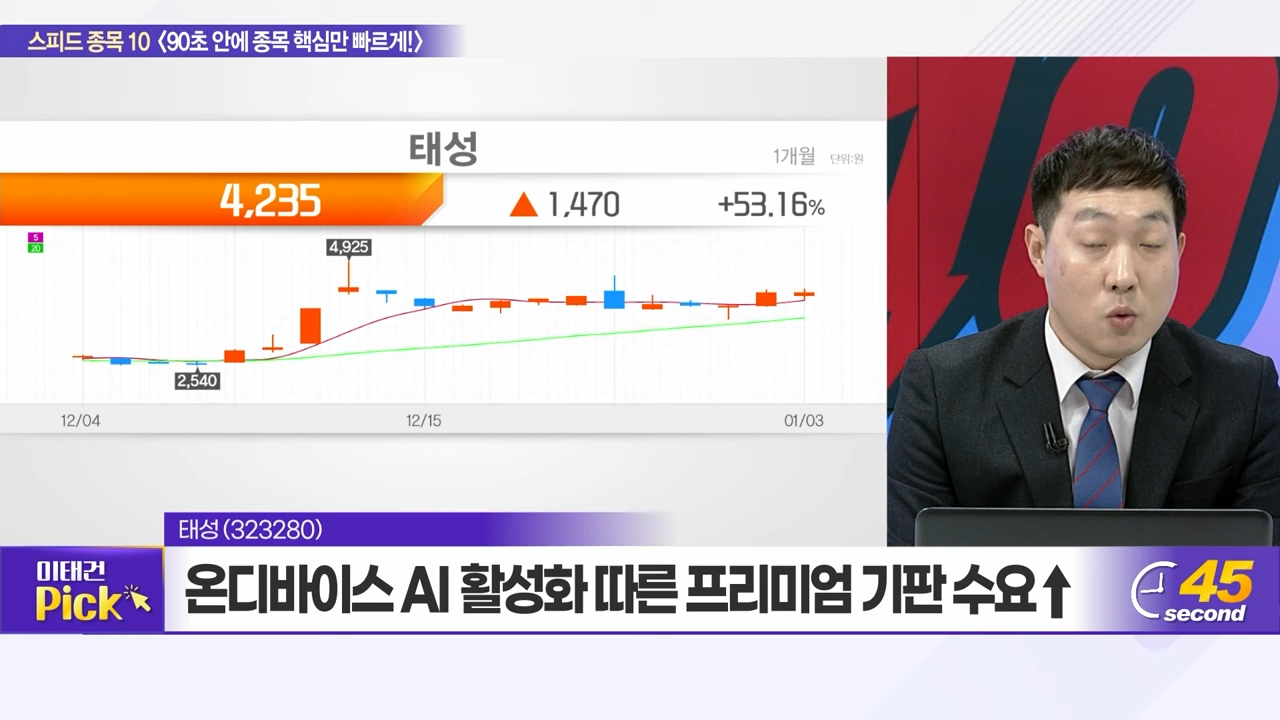 스피드 종목 10 〈90초 안에 종목 핵심만 빠르게!〉
태성
1개월 단위:원
4,235 ▲ 1,470 +53.16%
5
20
4,925
2,540
12/04 12/15 01/03
태성(323280)
이태건
Pick
온디바이스 AI 활성화 따른 프리미엄 기판 수요↑
45
second
10